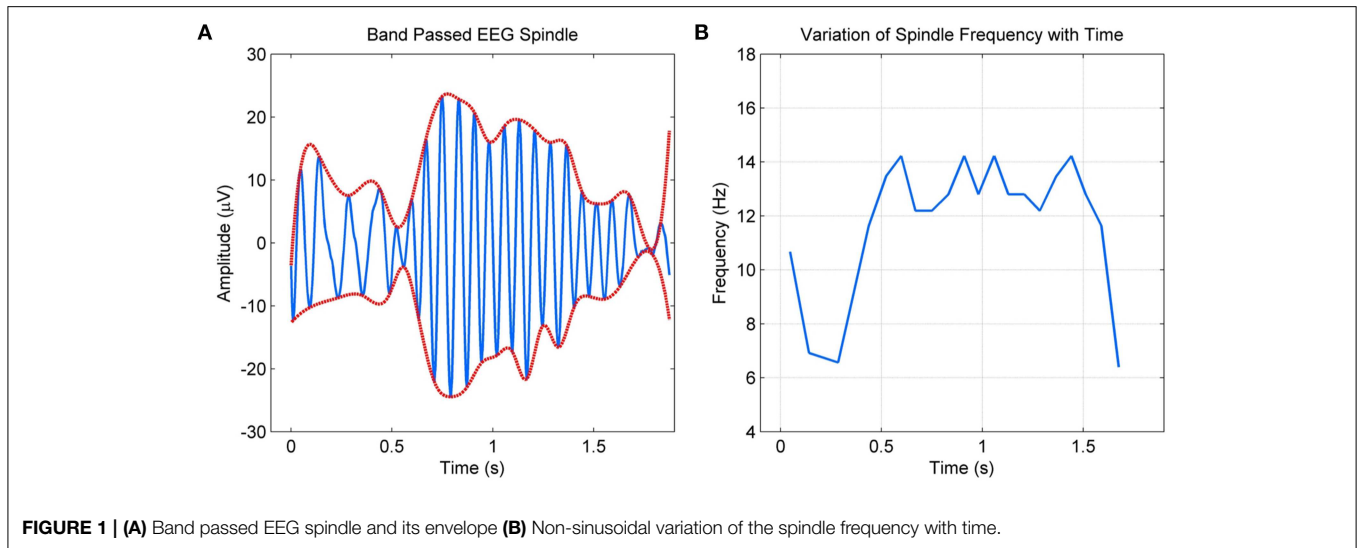 A
Band Passed EEG Spindle
30
20
10
0
-10
-20
-30
Amplitude (µV)
0
0.5
1
1.5
Time (s)
B
Variation of Spindle Frequency with Time
18
16
14
12
10
8
6
4
Frequency (Hz)
0
0.5
1
1.5
Time (s)
FIGURE 1 | (A) Band passed EEG spindle and its envelope (B) Non-sinusoidal variation of the spindle frequency with time.